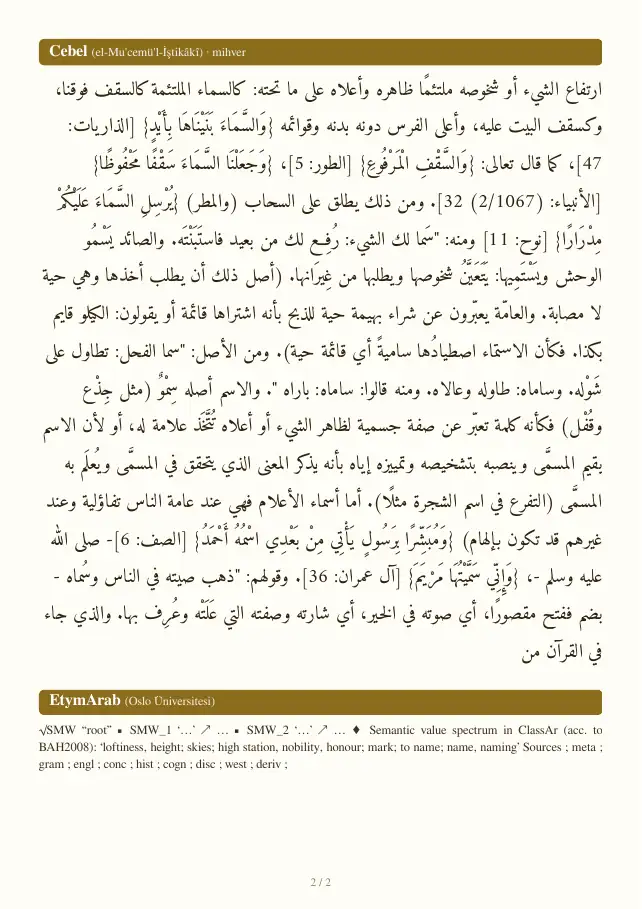 Cebel (el-Mu'cemü'l-İştikâkî) · mihver
ارتفاع الشيء أو شخوصه ملتئمًا ظاهره وأعلاه على ما تحته: كالسماء الملتئمة كالسقف فوقنا،
وكسقف البيت عليه، وأعلى الفرس دونه بدنه وقوائمه {وَالسَّمَاءَ بَنَيْنَاهَا بِأَيْدٍ} [الذاريات:
47]، كما قال تعالى: {وَالسَّقْفِ الْمَرْفُوعِ} [الطور: 5]، {وَجَعَلْنَا السَّمَاءَ سَقْفًا مَحْفُوظًا}
[الأنبياء: (2/1067) 32]. ومن ذلك يطلق على السحاب (والمطر) {يُرْسِلِ السَّمَاءَ عَلَيْكُمْ
مِدْرَارًا} [نوح: 11] ومنه: "سَما لك الشيء: رُفِع لك من بعيد فاستَبَنْتَه. والصائد يَسْمُو
الوحش ويَسْتَميها: يَتَعَيَّنُ شخوصها ويطلبها من غِيرَانها. (أصل ذلك أن يطلب أخذها وهي حية
لا مصابة. والعامّة يعبّرون عن شراء بهيمة حية للذبح بأنه اشتراها قائمة أو يقولون: الكيلو قايم
بكذا. فكأن الاستماء اصطيادُها ساميةً أي قائمة حية). ومن الأصل: "سما الفحل: تطاول على
شَوْله. وساماه: طاوله وعالاه. ومنه قالوا: ساماه: باراه ". والاسم أصله سِمْوٌ (مثل جِذْع
وقُفْل) فكأنه كلمة تعبّر عن صفة جسمية لظاهر الشيء أو أعلاه تُتَّخَذ علامة له، أو لأن الاسم
يقيم المسمَّى وينصبه بتشخيصه وتمييزه إياه بأنه يذكر المعنى الذي يتحقق في المسمَّى ويُعلَم به
المسمَّى (التفرع في اسم الشجرة مثلًا). أما أسماء الأعلام فهي عند عامة الناس تفاؤلية وعند
غيرهم قد تكون بإلهام) {وَمُبَشِّرًا بِرَسُولٍ يَأْتِي مِنْ بَعْدِي اسْمُهُ أَحْمَدُ} [الصف: 6]- صلى الله
عليه وسلم -، {وَإِنِّي سَمَّيْتُهَا مَرْيَمَ} [آل عمران: 36]. وقولهم: "ذهب صيته في الناس وسُماه -
بضم ففتح مقصورًا، أي صوته في الخير، أي شارته وصفته التي عَلَتْه وعُرِف بها. والذي جاء
في القرآن من
EtymArab (Oslo Üniversitesi)
√SMW “root” ▪ SMW_1 ‘…’ ↗ … ▪ SMW_2 ‘…’ ↗ … ♦ Semantic value spectrum in ClassAr (acc. to
BAH2008): ‘loftiness, height; skies; high station, nobility, honour; mark; to name; name, naming’ Sources ; meta ;
gram ; engl ; conc ; hist ; cogn ; disc ; west ; deriv ;
2 / 2